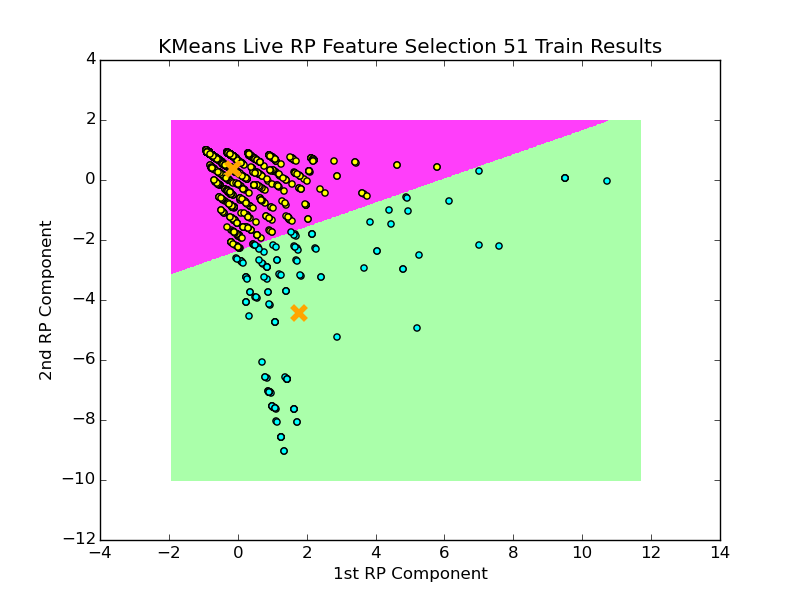 KMeans Live RP Feature Selection 51 Train Results
4
2
0
−2
−4
−6
−8
−10
−12
2nd RP Component
−4 −2 0 2 4 6 8 10 12 14
1st RP Component